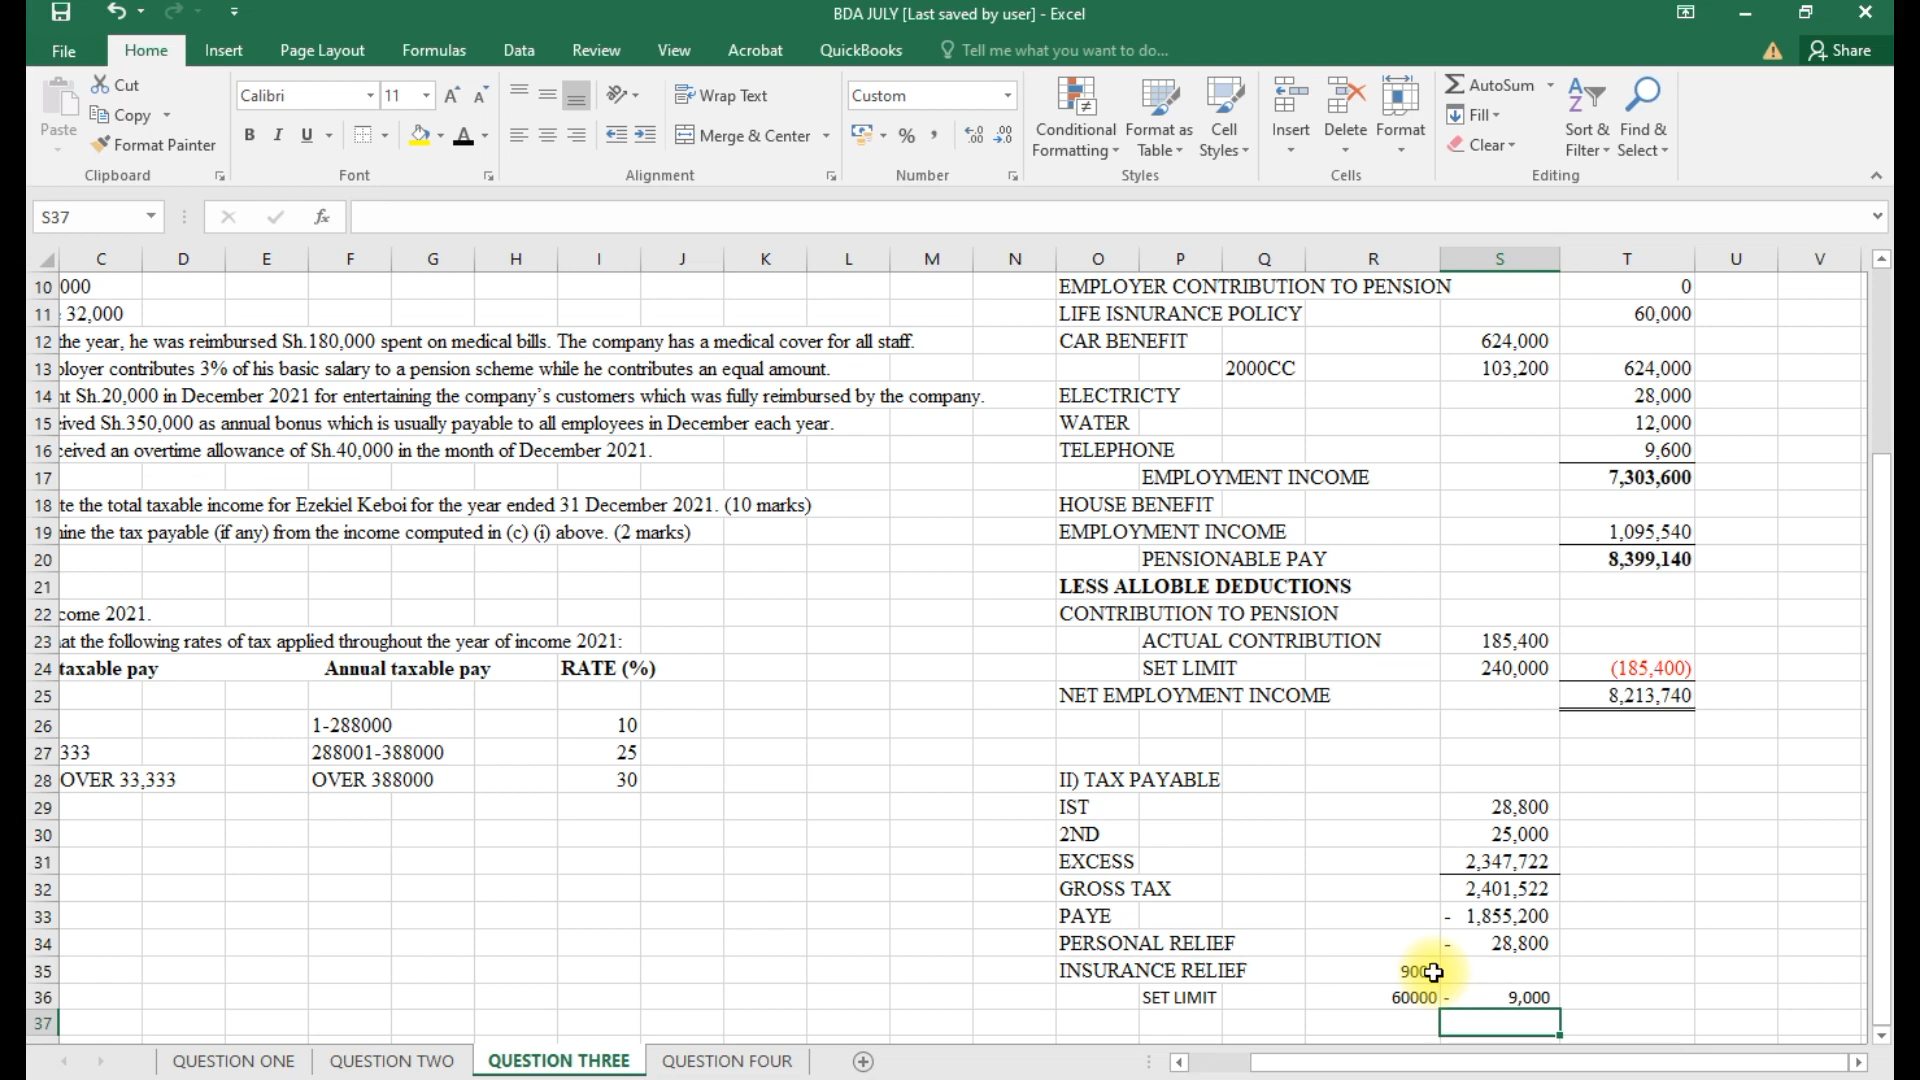 BDA JULY [Last saved by user] - Excel
File Home Insert Page Layout Formulas Data Review View Acrobat QuickBooks Tell me what you want to do... Share
Cut
Copy
Format Painter
Paste
Clipboard
Calibri 11
B I U
Font
Wrap Text
Merge & Center
Alignment
Custom
%
Number
Conditional Formatting
Format as Table
Cell Styles
Styles
Insert
Delete
Format
Cells
AutoSum
Fill
Clear
Sort & Filter
Find & Select
Editing
S37 fx
C D E F G H I J K L M N O P Q R S T U V
10 000 EMPLOYER CONTRIBUTION TO PENSION 0
11 32,000 LIFE ISNURANCE POLICY 60,000
12 the year, he was reimbursed Sh.180,000 spent on medical bills. The company has a medical cover for all staff. CAR BENEFIT 624,000
13 ployer contributes 3% of his basic salary to a pension scheme while he contributes an equal amount. 2000CC 103,200 624,000
14 nt Sh.20,000 in December 2021 for entertaining the company's customers which was fully reimbursed by the company. ELECTRICTY 28,000
15 eived Sh.350,000 as annual bonus which is usually payable to all employees in December each year. WATER 12,000
16 ceived an overtime allowance of Sh.40,000 in the month of December 2021. TELEPHONE 9,600
17 EMPLOYMENT INCOME 7,303,600
18 te the total taxable income for Ezekiel Keboi for the year ended 31 December 2021. (10 marks) HOUSE BENEFIT
19 nine the tax payable (if any) from the income computed in (c) (i) above. (2 marks) EMPLOYMENT INCOME 1,095,540
20 PENSIONABLE PAY 8,399,140
21 LESS ALLOBLE DEDUCTIONS
22 come 2021. CONTRIBUTION TO PENSION
23 at the following rates of tax applied throughout the year of income 2021: ACTUAL CONTRIBUTION 185,400
24 taxable pay Annual taxable pay RATE (%) SET LIMIT 240,000 (185,400)
25 NET EMPLOYMENT INCOME 8,213,740
26 1-288000 10
27 333 288001-388000 25
28 OVER 33,333 OVER 388000 30 II) TAX PAYABLE
29 IST 28,800
30 2ND 25,000
31 EXCESS 2,347,722
32 GROSS TAX 2,401,522
33 PAYE - 1,855,200
34 PERSONAL RELIEF - 28,800
35 INSURANCE RELIEF
36 SET LIMIT 60000 - 9,000
37
QUESTION ONE QUESTION TWO QUESTION THREE QUESTION FOUR